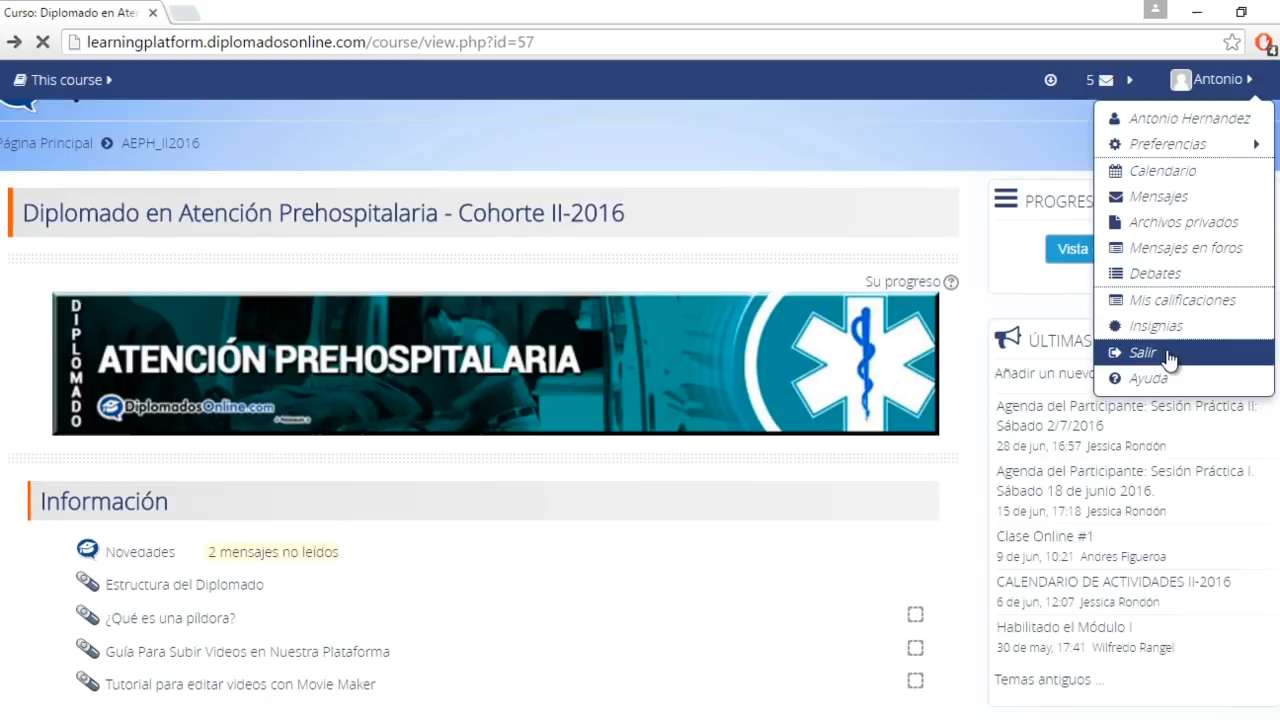 Curso: Diplomado en Ate
learningplatform.diplomadosonline.com/course/view.php?id=57
4
This course
5
Antonio
Página Principal AEPH_II2016
Antonio Hernandez
Preferencias
Calendario
Mensajes
Archivos privados
Mensajes en foros
Debates
Mis calificaciones
Insignias
Salir
Ayuda
Diplomado en Atención Prehospitalaria - Cohorte II-2016
Su progreso
DIPLOMADO
ATENCIÓN PREHOSPITALARIA
DiplomadosOnline.com
Información
Novedades 2 mensajes no leídos
Estructura del Diplomado
¿Qué es una píldora?
Guía Para Subir Videos en Nuestra Plataforma
Tutorial para editar videos con Movie Maker
PROGRES
Vista
ÚLTIMAS
Añadir un nuevo
Agenda del Participante: Sesión Práctica II:
Sábado 2/7/2016
28 de jun, 16:57 Jessica Rondón
Agenda del Participante: Sesión Práctica I.
Sábado 18 de junio 2016.
15 de jun, 17:18 Jessica Rondón
Clase Online #1
9 de jun, 10:21 Andres Figueroa
CALENDARIO DE ACTIVIDADES II-2016
6 de jun, 12:07 Jessica Rondón
Habilitado el Módulo I
30 de may, 17:41 Wilfredo Rangel
Temas antiguos ...